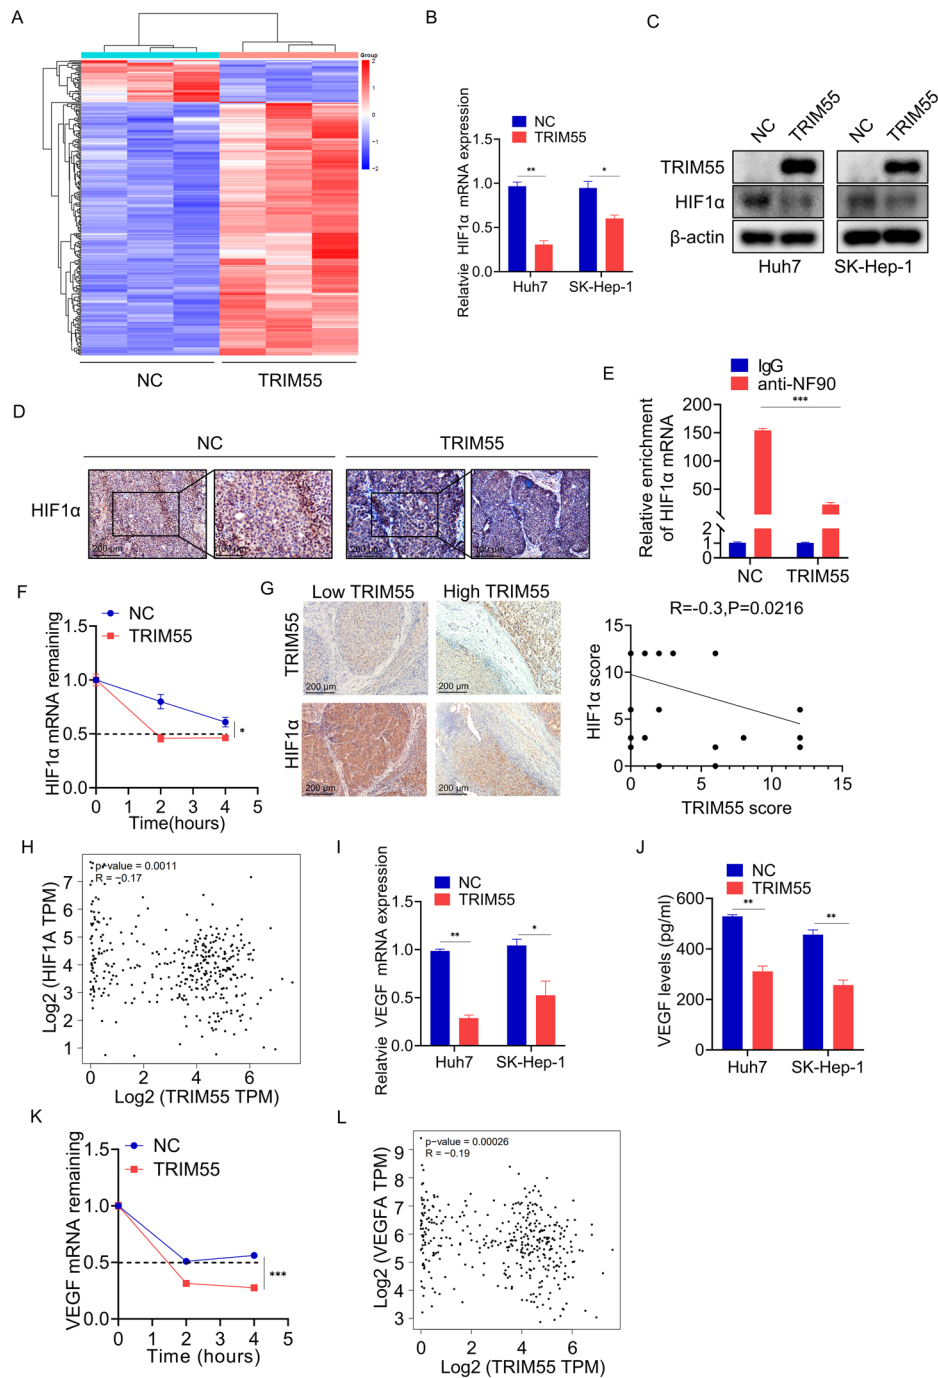 A
Group
2
1
0
−1
−2
NC
TRIM55
B
NC
TRIM55
Relatvie HIF1α mRNA expression
1.5
1.0
0.5
0.0
**
*
Huh7
SK-Hep-1
C
NC
TRIM55
NC
TRIM55
TRIM55
HIF1α
β-actin
Huh7
SK-Hep-1
D
NC
TRIM55
HIF1α
200 μm
100 μm
200 μm
100 μm
E
IgG
anti-NF90
Relative enrichment
of HIF1α mRNA
200
150
100
50
2
1
0
***
NC
TRIM55
F
NC
TRIM55
HIF1α mRNA remaining
1.5
1.0
0.5
0.0
*
0 1 2 3 4 5
Time(hours)
G
Low TRIM55
High TRIM55
TRIM55
HIF1α
200 μm
200 μm
200 μm
200 μm
R=-0.3,P=0.0216
HIF1α score
15
10
5
0
0 5 10 15
TRIM55 score
H
p−value = 0.0011
R = −0.17
Log2 (HIF1A TPM)
7
6
5
4
3
2
1
0 2 4 6
Log2 (TRIM55 TPM)
I
NC
TRIM55
Relatvie VEGF mRNA expression
1.5
1.0
0.5
0.0
**
*
Huh7
SK-Hep-1
J
NC
TRIM55
VEGF levels (pg/ml)
600
400
200
0
**
**
Huh7
SK-Hep-1
K
NC
TRIM55
VEGF mRNA remaining
1.5
1.0
0.5
0.0
***
0 1 2 3 4 5
Time (hours)
L
p−value = 0.00026
R = −0.19
Log2 (VEGFA TPM)
9
8
7
6
5
4
3
0 2 4 6
Log2 (TRIM55 TPM)